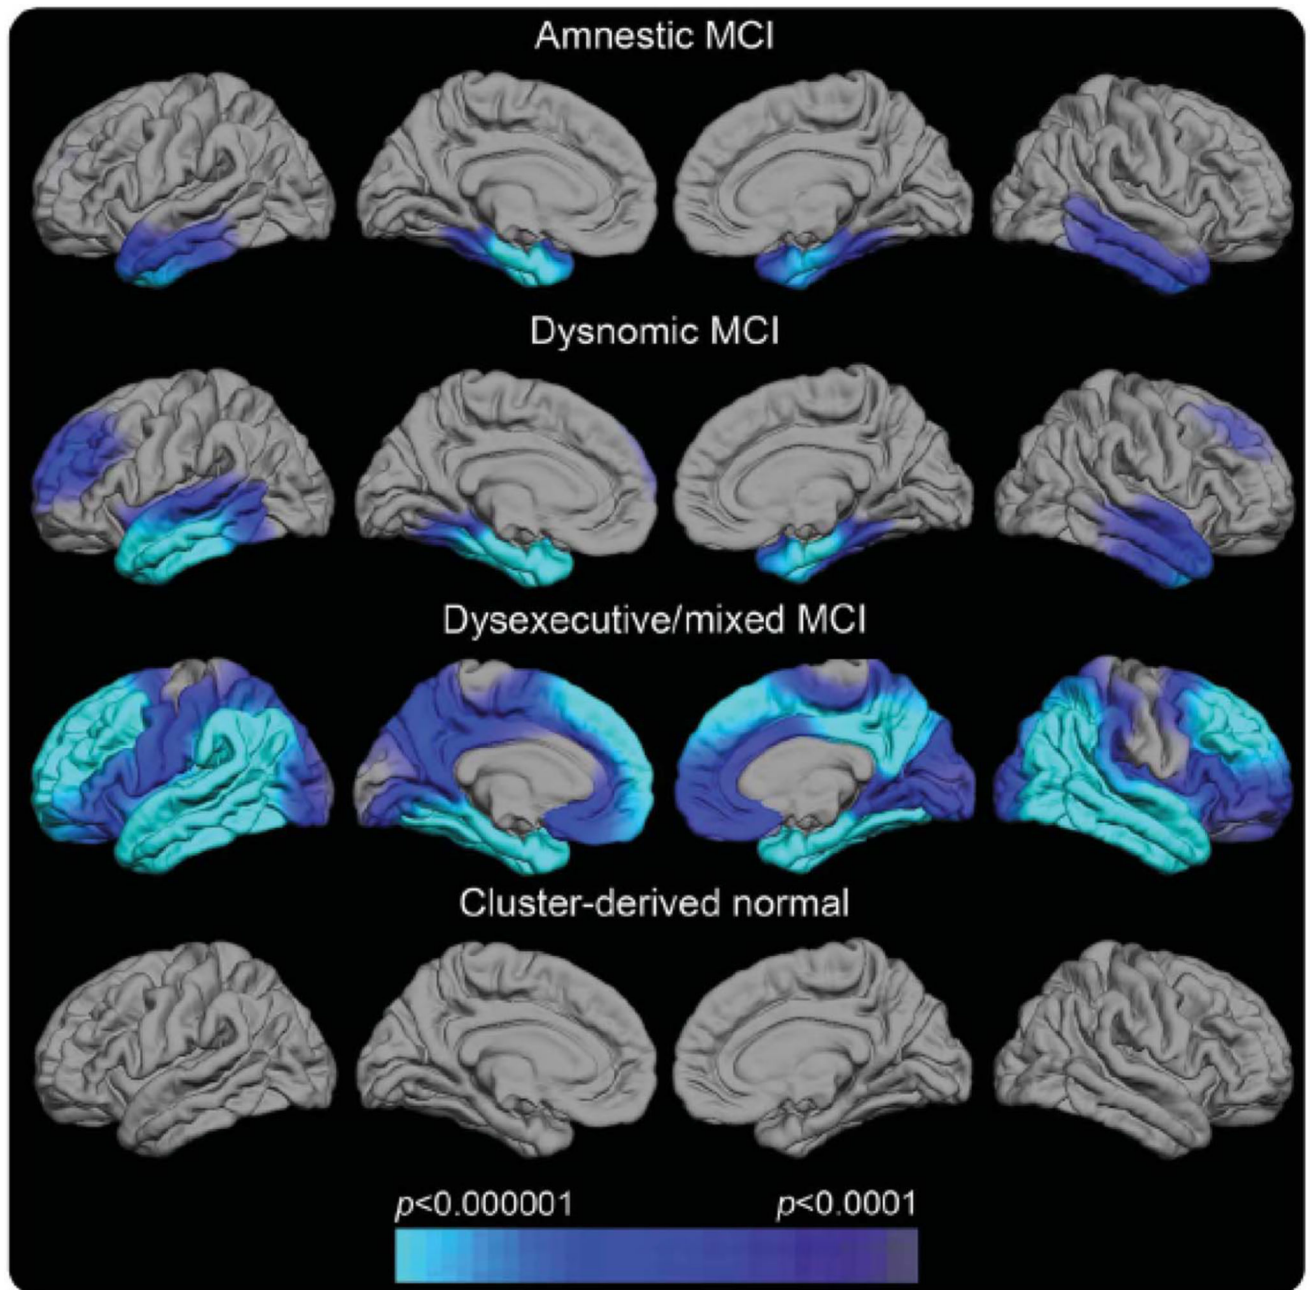 Amnestic MCI
Dysnomic MCI
Dysexecutive/mixed MCI
Cluster-derived normal
p<0.000001 p<0.0001